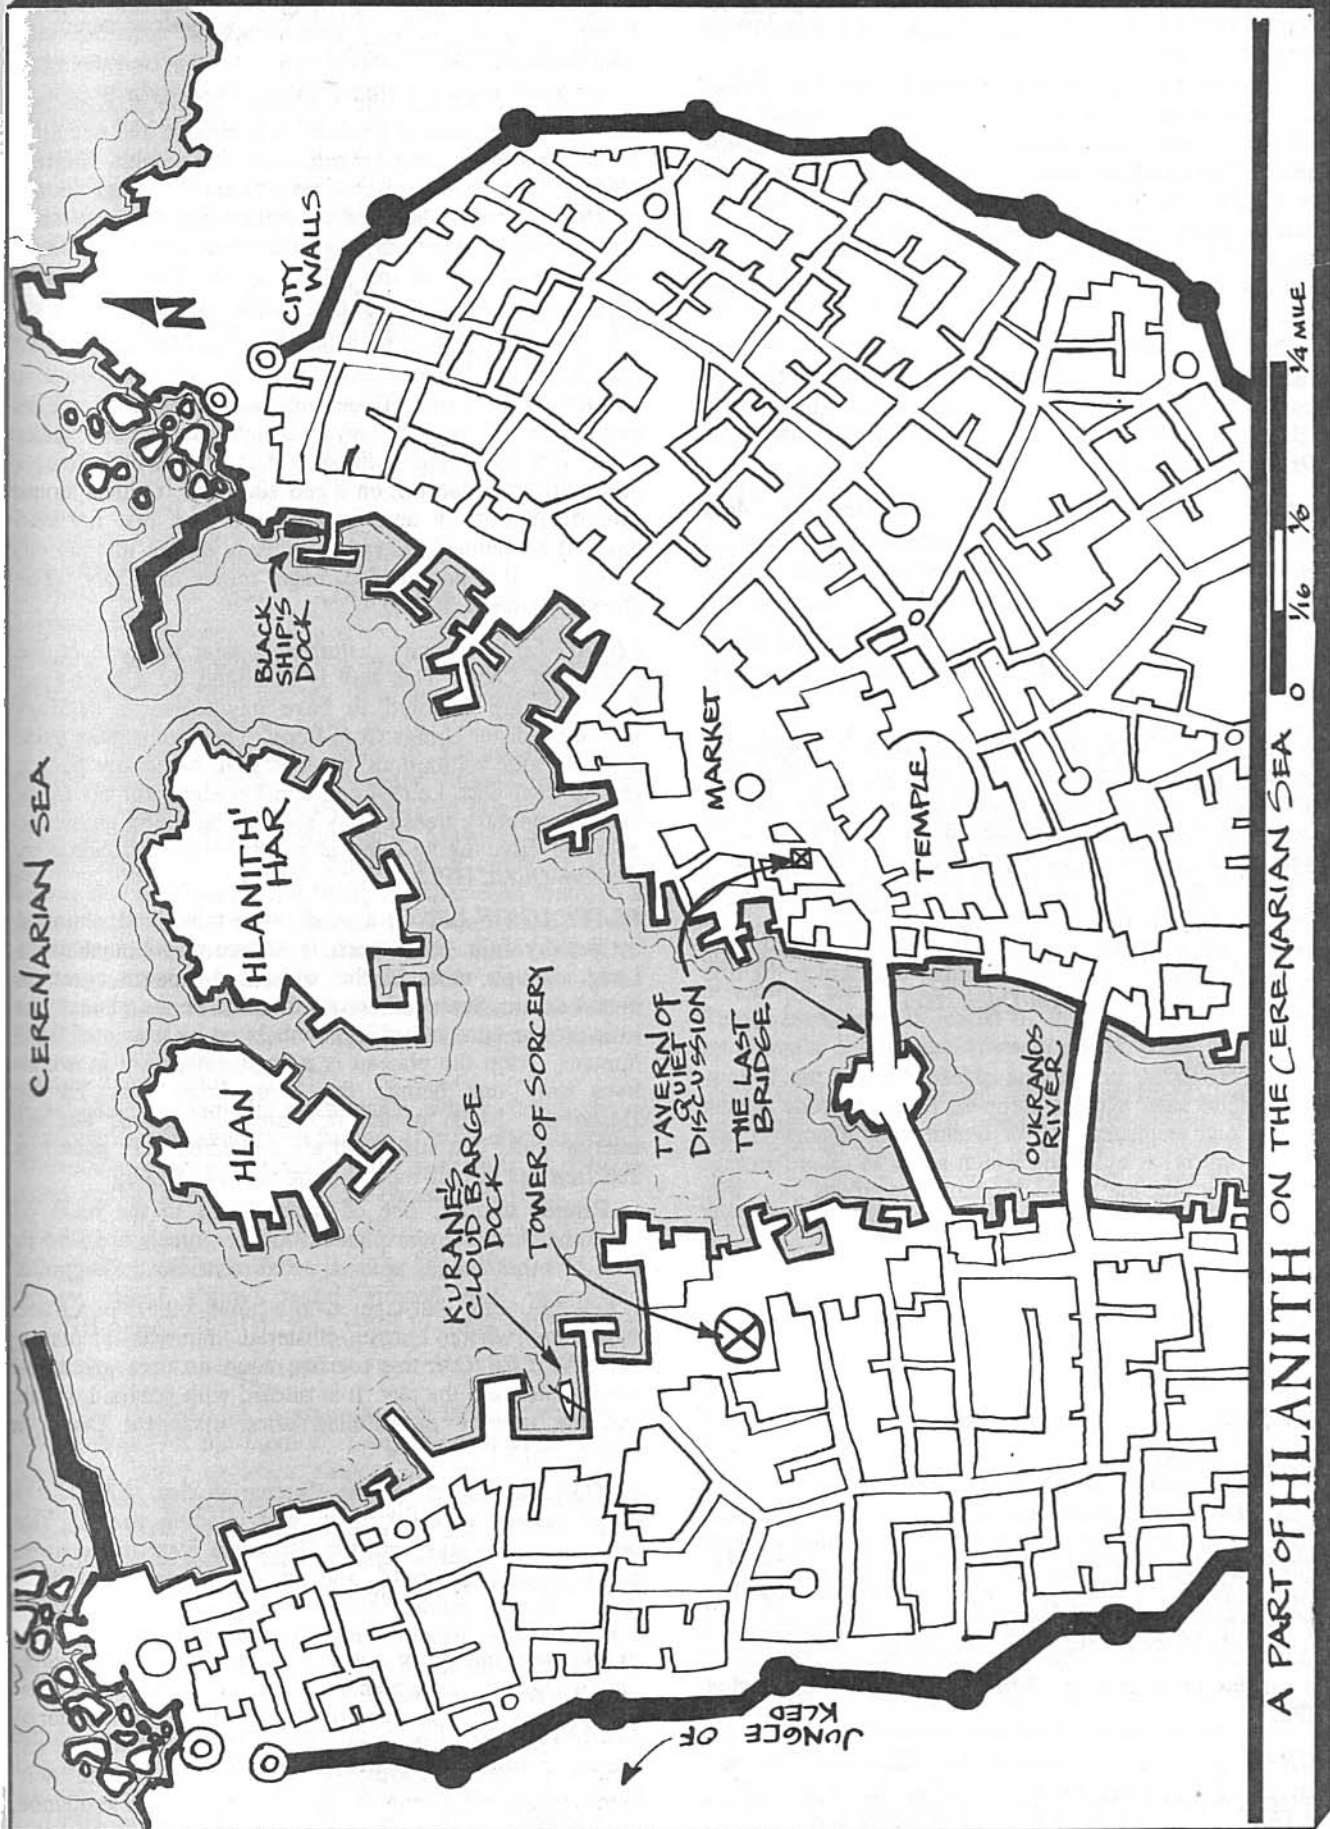 CERENARIAN SEA
N
CITY
WALLS
BLACK
SHIP'S
DOCK
HLANITH'
HAR
HLAN
KURANE'S
CLOUD BARGE
DOCK
TOWER OF SORCERY
MARKET
TAVERN OF
QUIET
DISCUSSION
THE LAST
BRIDGE
TEMPLE
OUKRANOS
RIVER
JUNGLE OF
KLED
0 1/16 1/8 1/4 MILE
A PART OF HLANITH ON THE CERENARIAN SEA